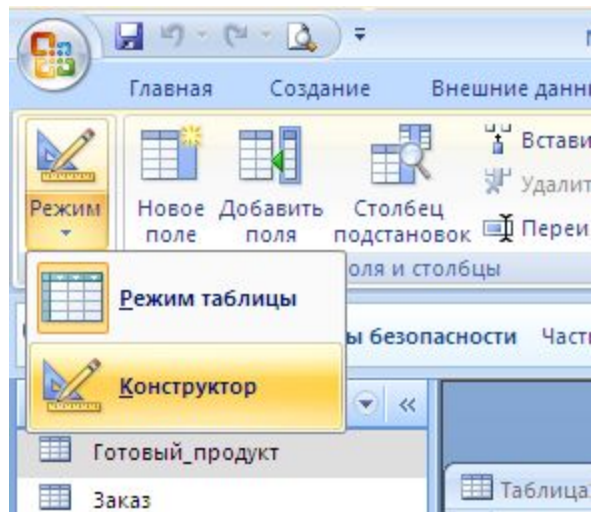 Главная Создание Внешние данн
Режим
Новое поле
Добавить поля
Столбец подстановок
Встави
Удалит
Переи
оля и столбцы
Режим таблицы
ы безопасности Част
Конструктор
Готовый_продукт
Заказ
Таблица